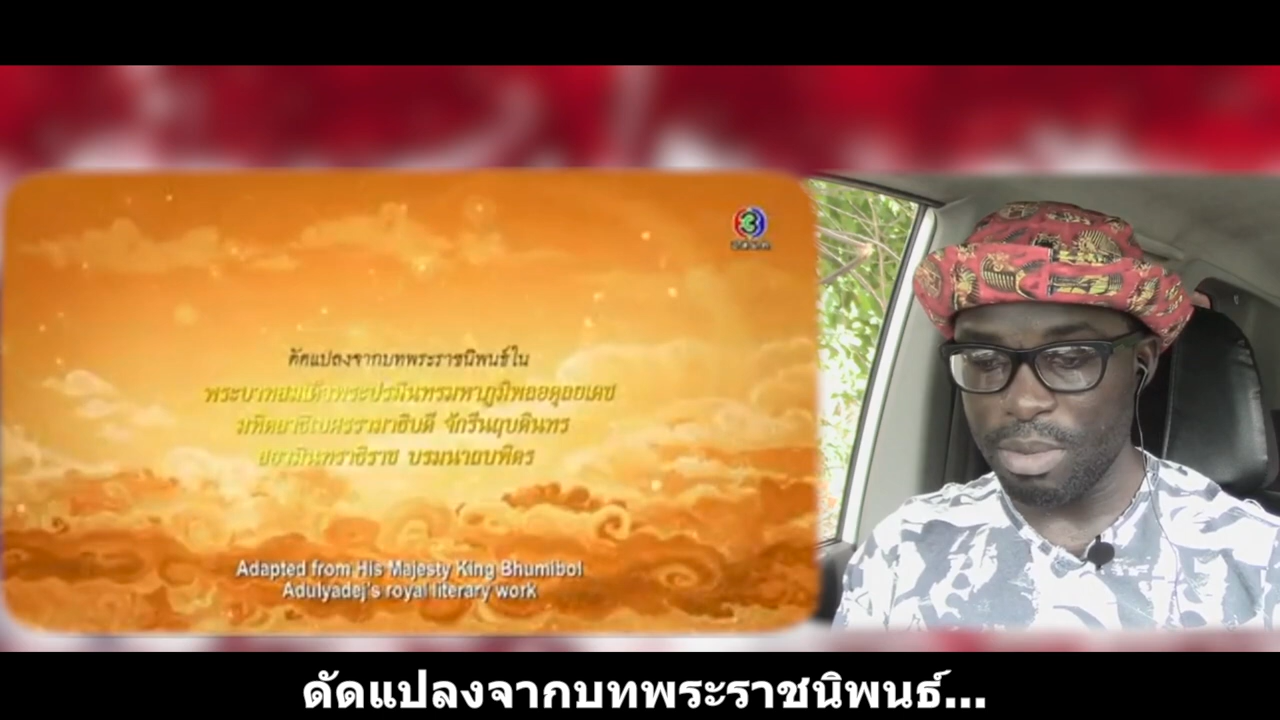 ดัดแปลงจากบทพระราชนิพนธ์ใน
พระบาทสมเด็จพระปรมินทรมหาภูมิพลอดุลยเดช
มหิตลาธิเบศรรามาธิบดี จักรีนฤบดินทร
สยามินทราธิราช บรมนาถบพิตร
Adapted from His Majesty King Bhumibol
Adulyadej's royal literary work
ดัดแปลงจากบทพระราชนิพนธ์...